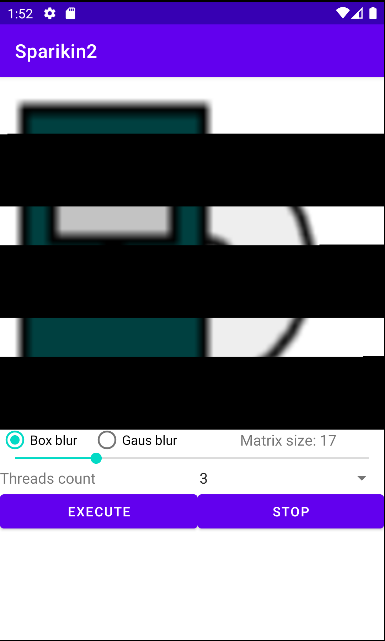 1:52
Sparikin2
Box blur Gaus blur Matrix size: 17
Threads count 3
EXECUTE STOP